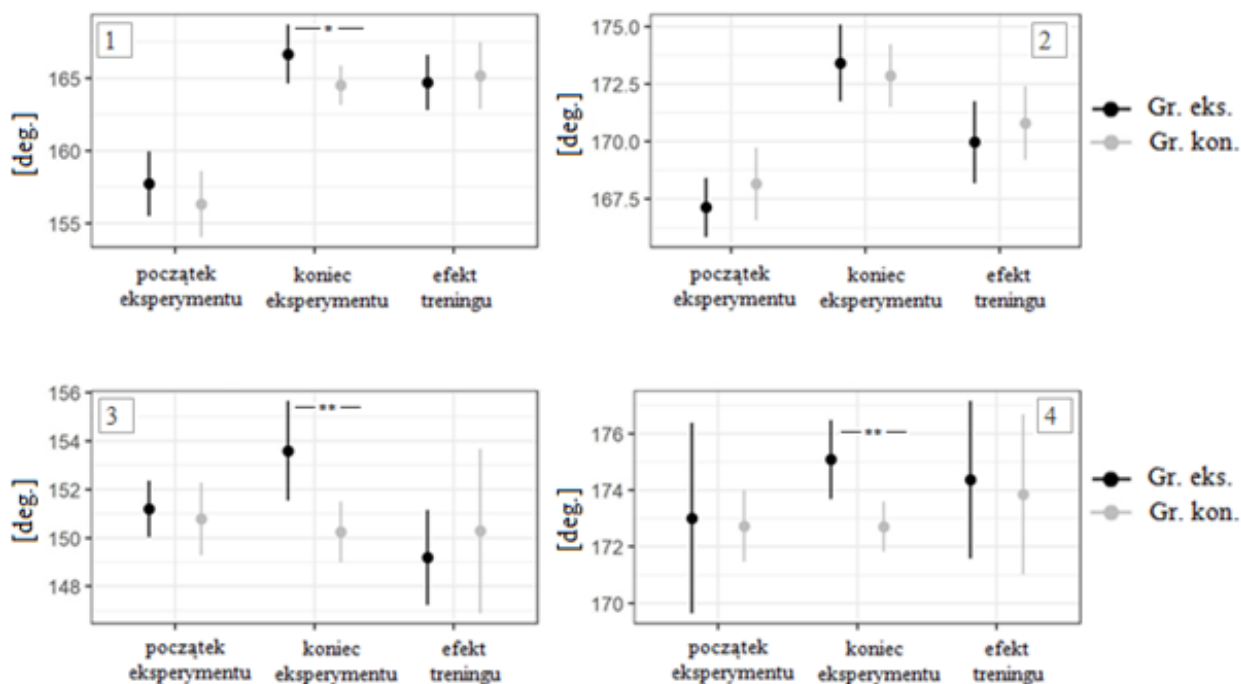 1
*
165
160
155
[deg.]
początek
eksperymentu
koniec
eksperymentu
efekt
treningu
2
175.0
172.5
170.0
167.5
[deg.]
początek
eksperymentu
koniec
eksperymentu
efekt
treningu
Gr. eks.
Gr. kon.
3
**
156
154
152
150
148
[deg.]
początek
eksperymentu
koniec
eksperymentu
efekt
treningu
4
**
176
174
172
170
[deg.]
początek
eksperymentu
koniec
eksperymentu
efekt
treningu
Gr. eks.
Gr. kon.